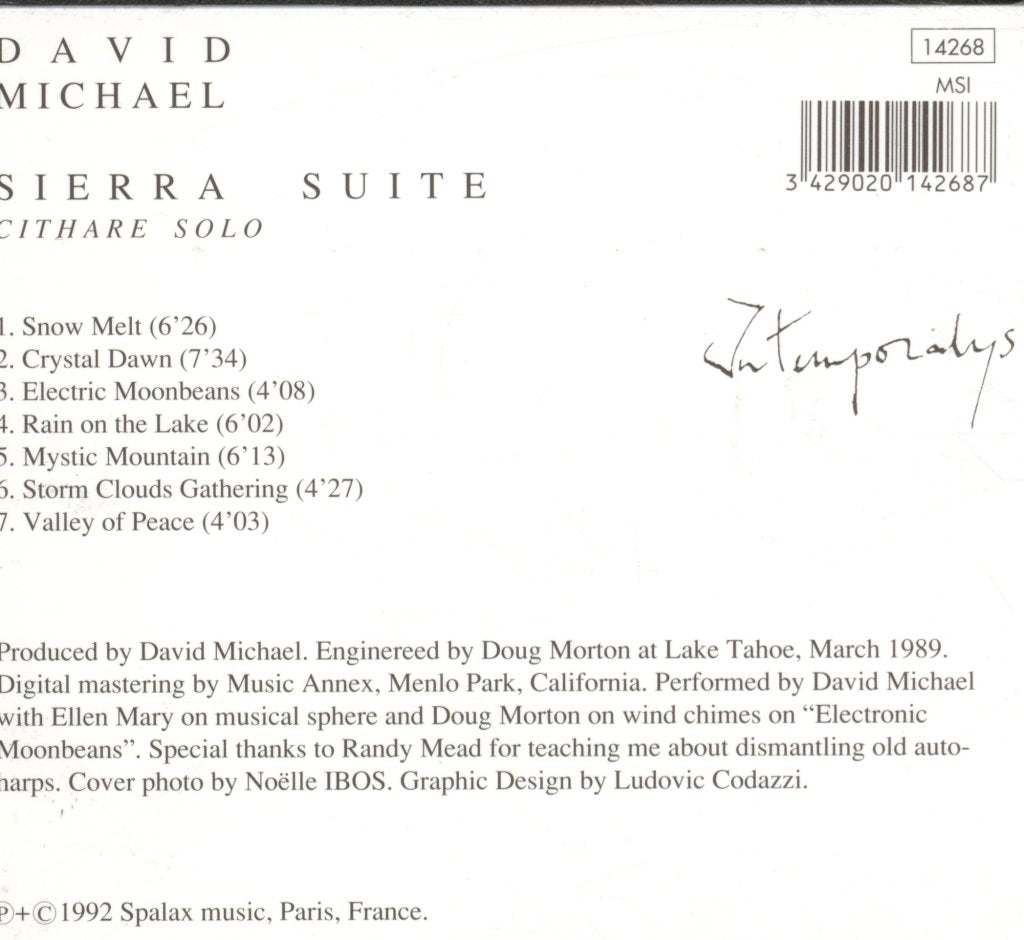 DAVID
MICHAEL
14268
MSI
3 429020 142687
SIERRA SUITE
CITHARE SOLO
Intemporalys
1. Snow Melt (6’26)
2. Crystal Dawn (7’34)
3. Electric Moonbeans (4’08)
4. Rain on the Lake (6’02)
5. Mystic Mountain (6’13)
6. Storm Clouds Gathering (4’27)
7. Valley of Peace (4’03)
Produced by David Michael. Enginereed by Doug Morton at Lake Tahoe, March 1989.
Digital mastering by Music Annex, Menlo Park, California. Performed by David Michael
with Ellen Mary on musical sphere and Doug Morton on wind chimes on “Electronic
Moonbeans”. Special thanks to Randy Mead for teaching me about dismantling old auto-
harps. Cover photo by Noëlle IBOS. Graphic Design by Ludovic Codazzi.
℗+©1992 Spalax music, Paris, France.